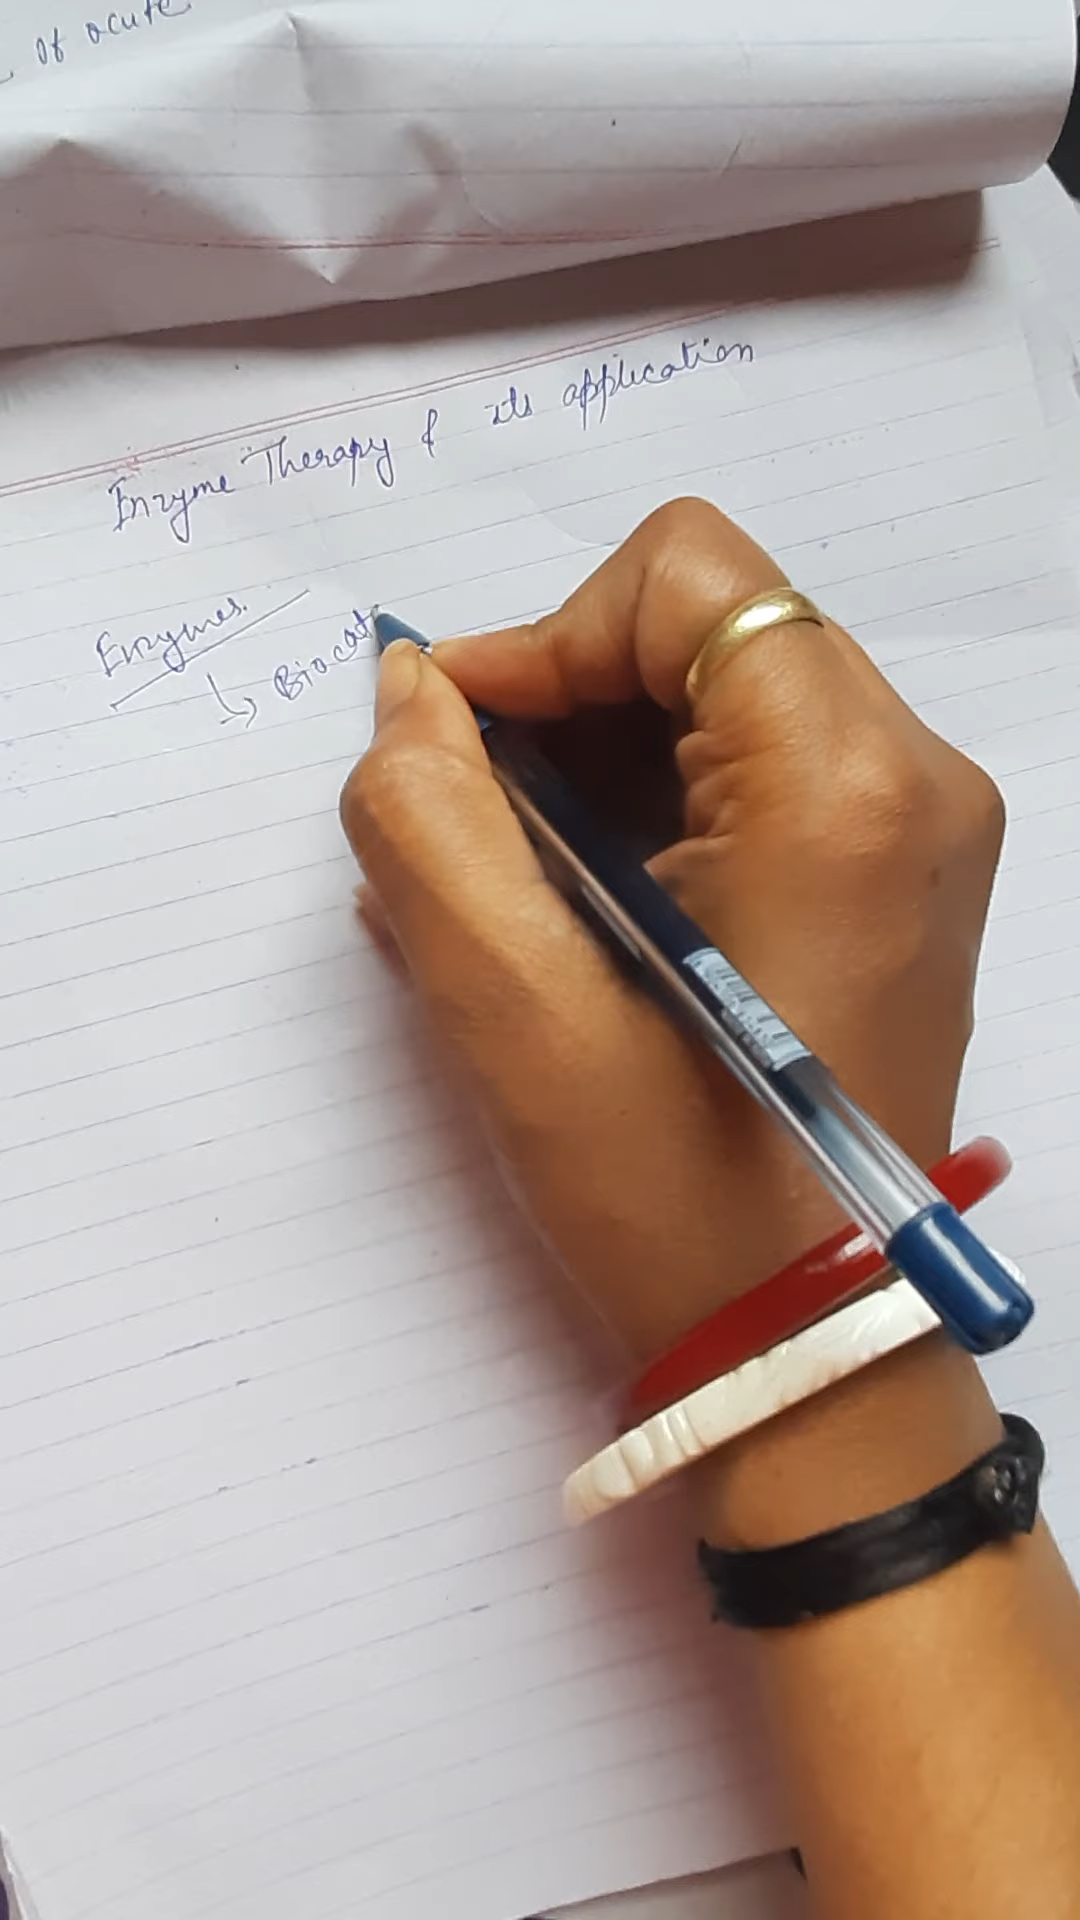 of acute
Enzyme Therapy & its application
Enzymes.
↳ Biocat